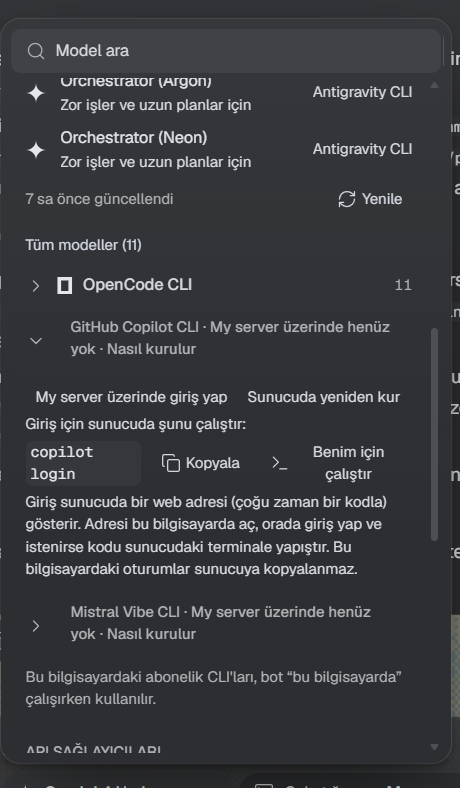 Model ara
Orchestrator (Argon)
Zor işler ve uzun planlar için
Antigravity CLI
Orchestrator (Neon)
Zor işler ve uzun planlar için
Antigravity CLI
7 sa önce güncellendi
Yenile
Tüm modeller (11)
OpenCode CLI
11
GitHub Copilot CLI · My server üzerinde henüz
yok · Nasıl kurulur
My server üzerinde giriş yap
Sunucuda yeniden kur
Giriş için sunucuda şunu çalıştır:
copilot
login
Kopyala
Benim için
çalıştır
Giriş sunucuda bir web adresi (çoğu zaman bir kodla)
gösterir. Adresi bu bilgisayarda aç, orada giriş yap ve
istenirse kodu sunucudaki terminale yapıştır. Bu
bilgisayardaki oturumlar sunucuya kopyalanmaz.
Mistral Vibe CLI · My server üzerinde henüz
yok · Nasıl kurulur
Bu bilgisayardaki abonelik CLI'ları, bot “bu bilgisayarda”
çalışırken kullanılır.
API SAĞLAYICILARI